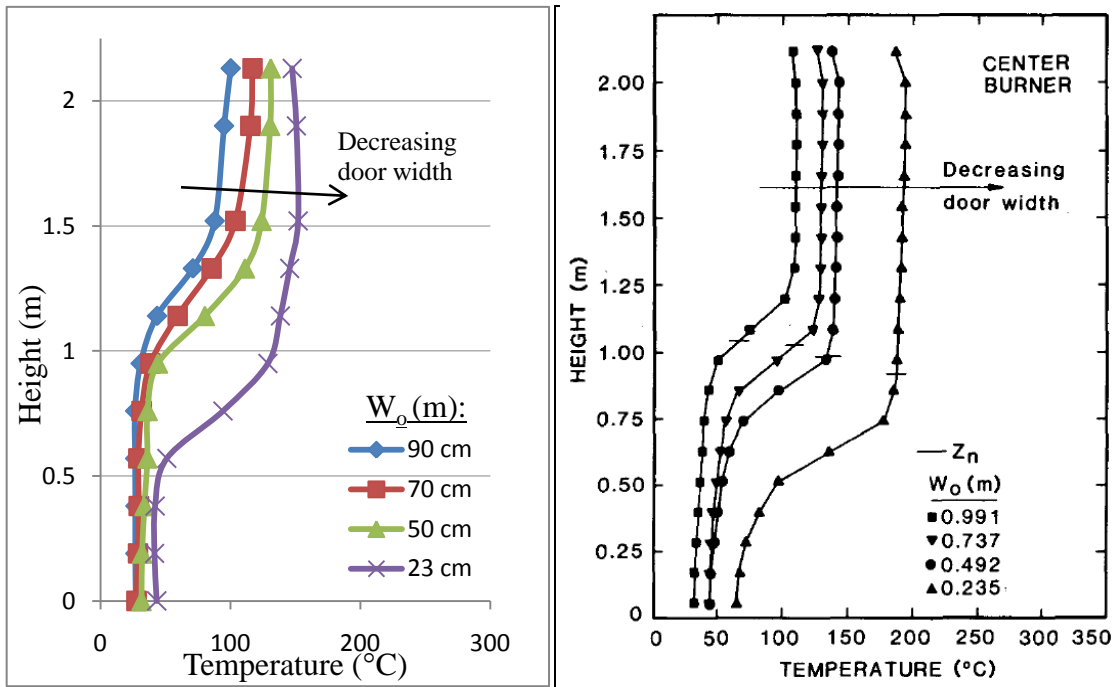 Height (m)
2
1.5
1
0.5
0
0
100
200
300
Temperature (°C)
Decreasing
door width
Wo (m):
90 cm
70 cm
50 cm
23 cm
HEIGHT (m)
2.00
1.75
1.50
1.25
1.00
0.75
0.50
0.25
0
0
50
100
150
200
250
300
350
TEMPERATURE (°C)
CENTER
BURNER
Decreasing
door width
Zn
Wo (m)
0.991
0.737
0.492
0.235